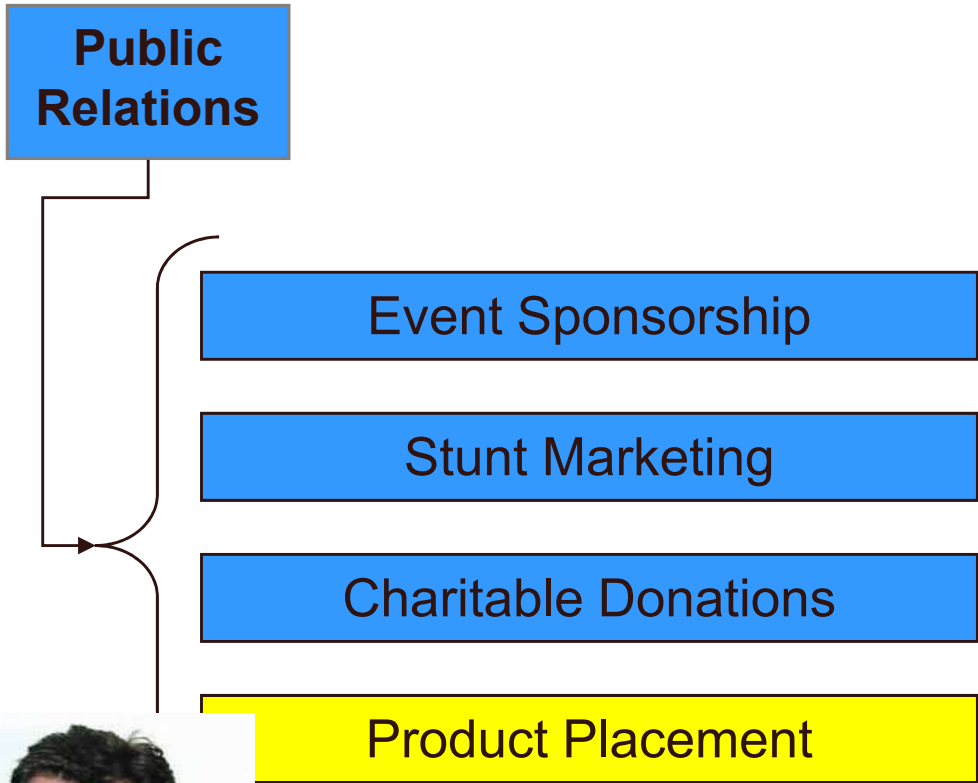 Public
Relations
Event Sponsorship
Stunt Marketing
Charitable Donations
Product Placement